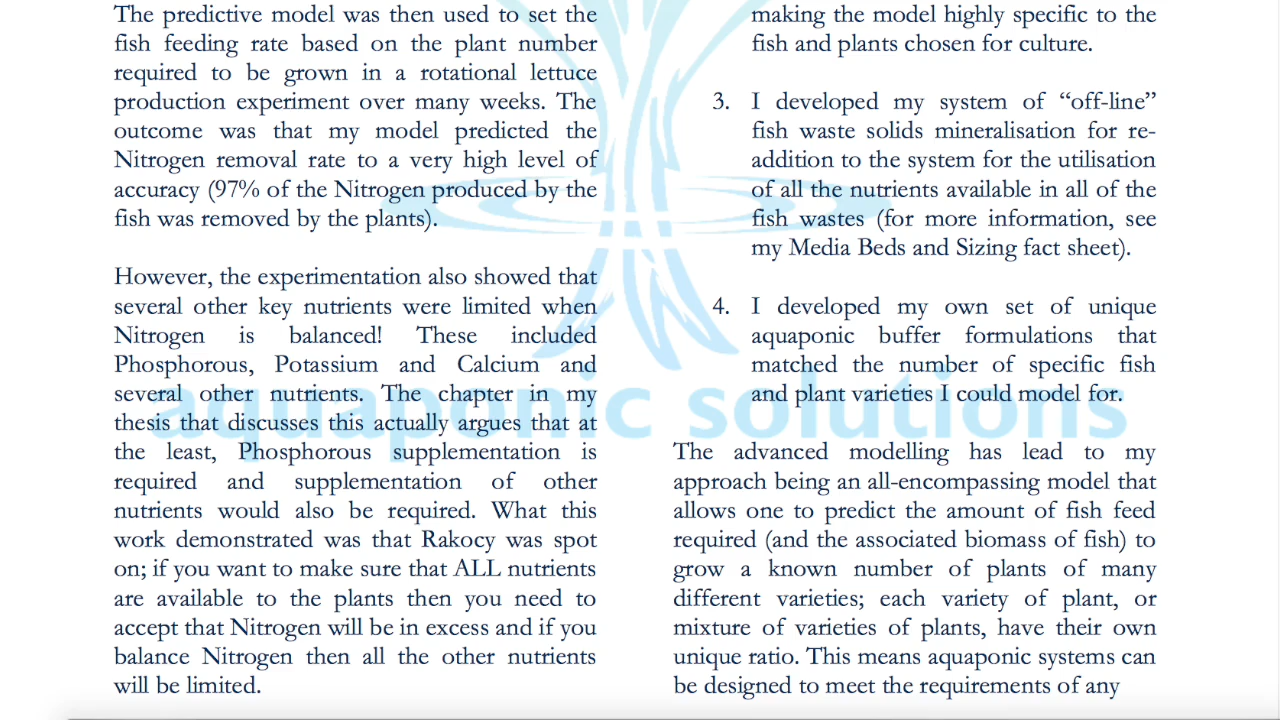 The predictive model was then used to set the
fish feeding rate based on the plant number
required to be grown in a rotational lettuce
production experiment over many weeks. The
outcome was that my model predicted the
Nitrogen removal rate to a very high level of
accuracy (97% of the Nitrogen produced by the
fish was removed by the plants).
However, the experimentation also showed that
several other key nutrients were limited when
Nitrogen is balanced! These included
Phosphorous, Potassium and Calcium and
several other nutrients. The chapter in my
thesis that discusses this actually argues that at
the least, Phosphorous supplementation is
required and supplementation of other
nutrients would also be required. What this
work demonstrated was that Rakocy was spot
on; if you want to make sure that ALL nutrients
are available to the plants then you need to
accept that Nitrogen will be in excess and if you
balance Nitrogen then all the other nutrients
will be limited.
making the model highly specific to the
fish and plants chosen for culture.
3. I developed my system of “off-line”
fish waste solids mineralisation for re-
addition to the system for the utilisation
of all the nutrients available in all of the
fish wastes (for more information, see
my Media Beds and Sizing fact sheet).
4. I developed my own set of unique
aquaponic buffer formulations that
matched the number of specific fish
and plant varieties I could model for.
The advanced modelling has lead to my
approach being an all-encompassing model that
allows one to predict the amount of fish feed
required (and the associated biomass of fish) to
grow a known number of plants of many
different varieties; each variety of plant, or
mixture of varieties of plants, have their own
unique ratio. This means aquaponic systems can
be designed to meet the requirements of any
aquaponic solutions